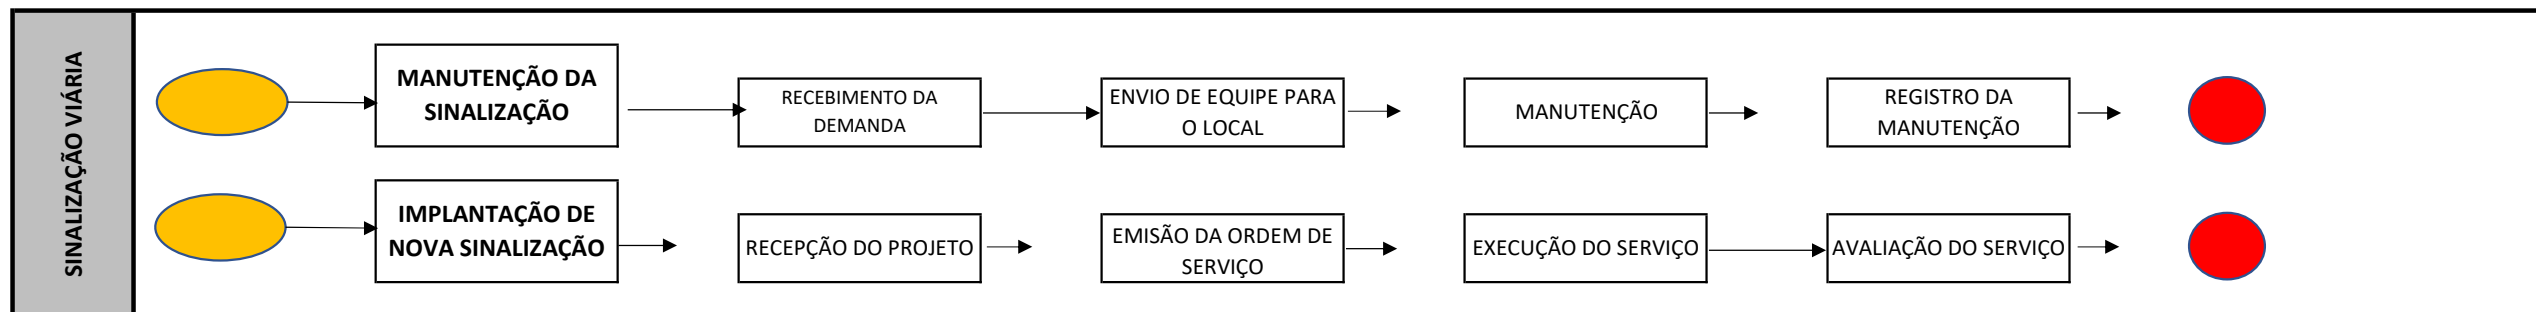 SINALIZAÇÃO VIÁRIA
MANUTENÇÃO DA
SINALIZAÇÃO
RECEBIMENTO DA
DEMANDA
ENVIO DE EQUIPE PARA
O LOCAL
MANUTENÇÃO
REGISTRO DA
MANUTENÇÃO
IMPLANTAÇÃO DE
NOVA SINALIZAÇÃO
RECEPÇÃO DO PROJETO
EMISÃO DA ORDEM DE
SERVIÇO
EXECUÇÃO DO SERVIÇO
AVALIAÇÃO DO SERVIÇO